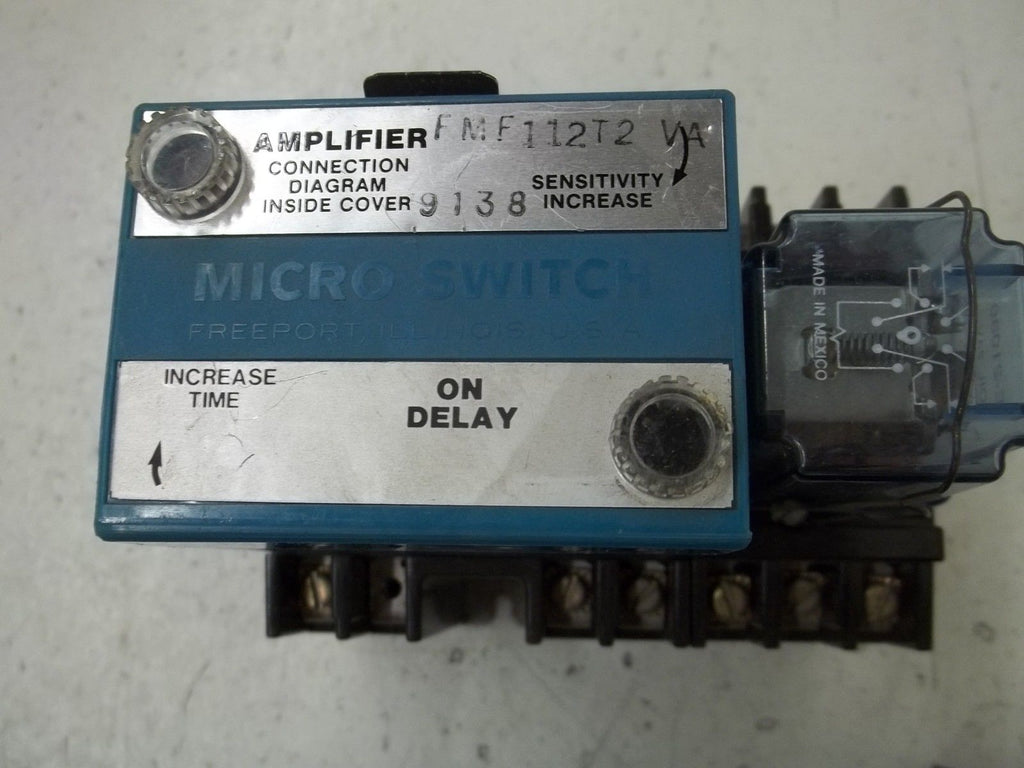 AMPLIFIER FMF112T2 VA
CONNECTION
DIAGRAM
INSIDE COVER 9138
SENSITIVITY
INCREASE
MICRO SWITCH
FREEPORT, ILLINOIS, U.S.
INCREASE
TIME
ON
DELAY
MADE IN MEXICO